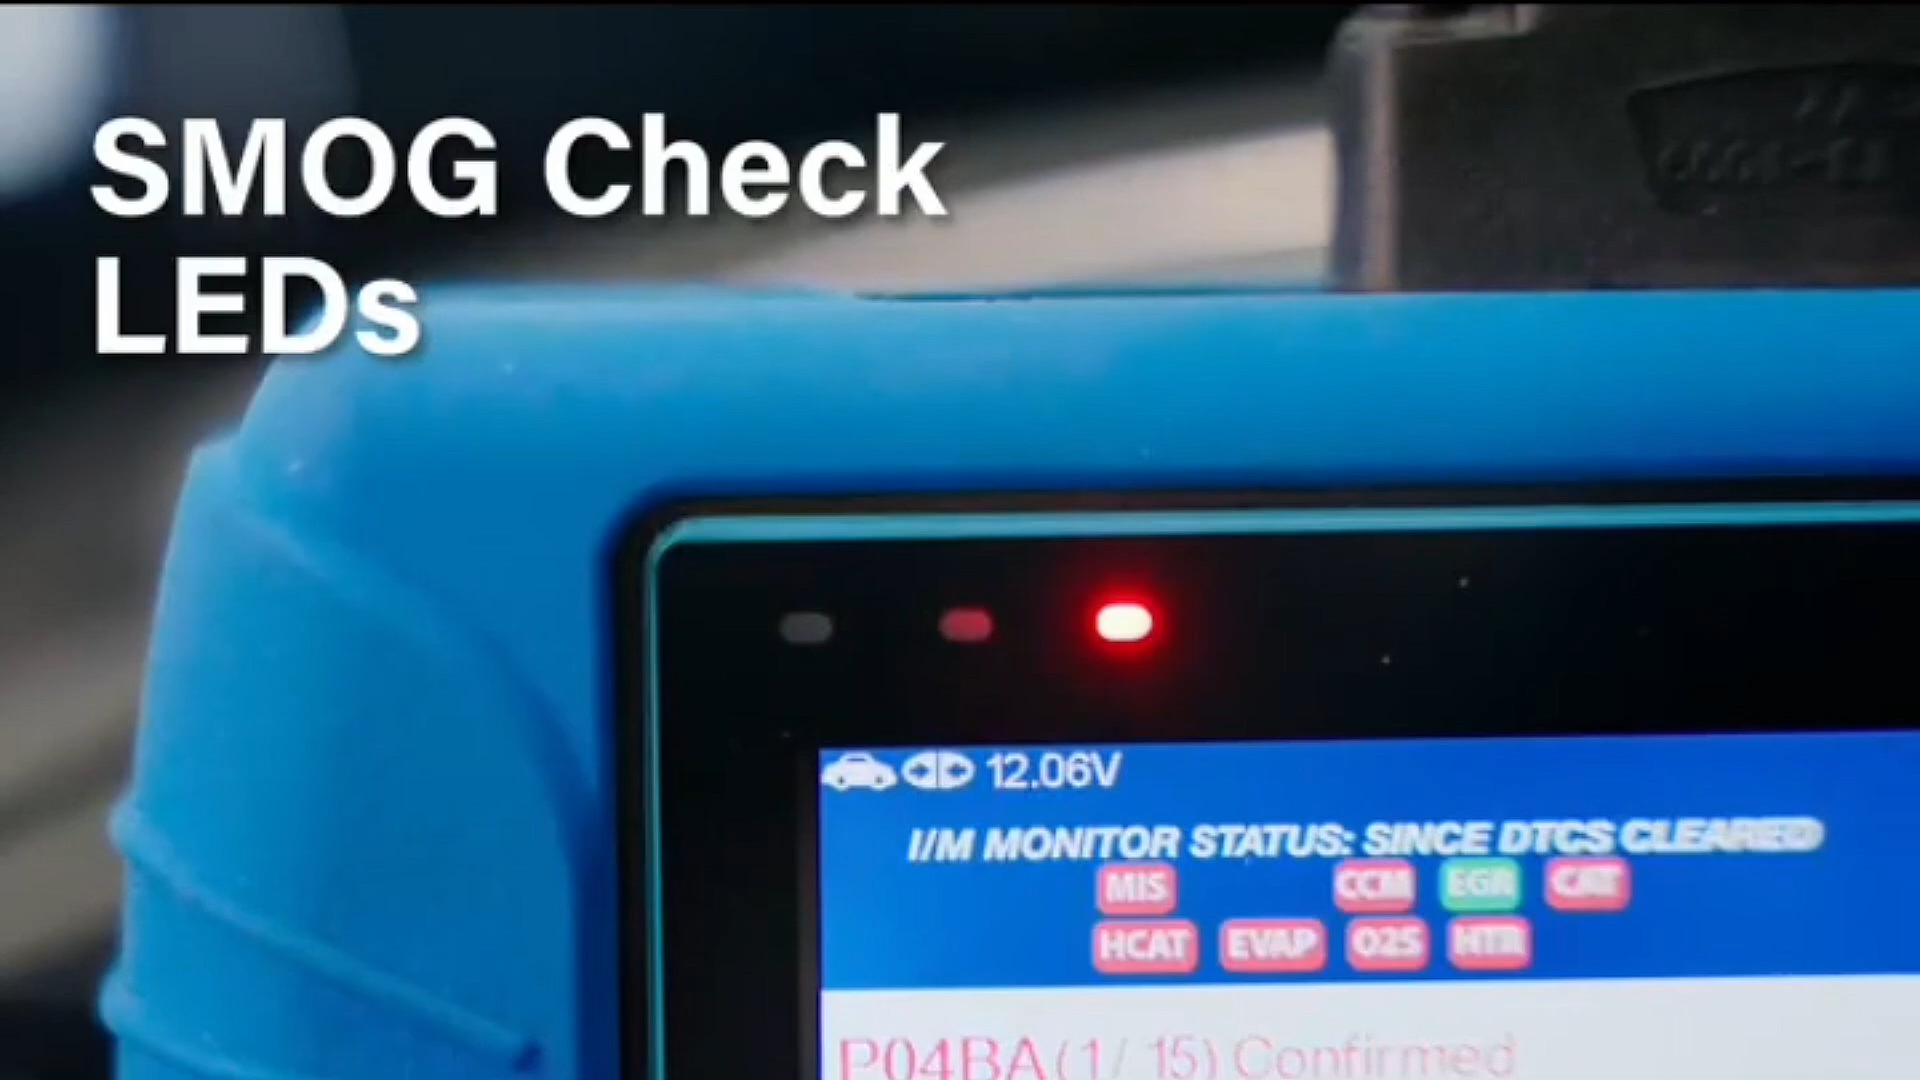 SMOG Check
LEDs
12.06V
I/M MONITOR STATUS: SINCE DTCS CLEARED
MIS CCM EGR CAT
HCAT EVAP O2S HTR
P04BA(1/ 15) Confirmed